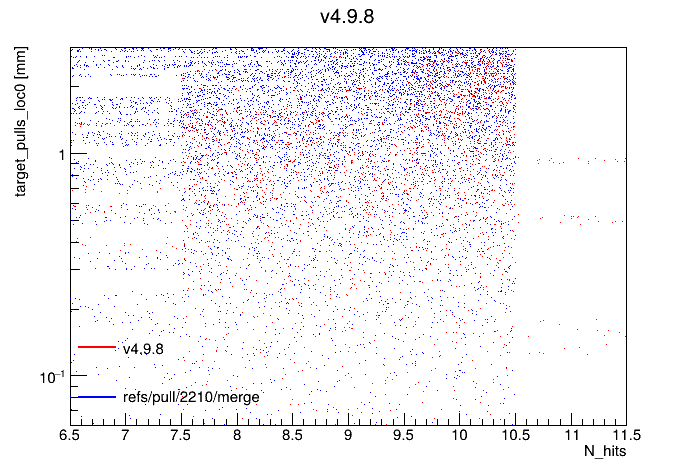 v4.9.8
target_pulls_loc0 [mm]
1
10⁻¹
v4.9.8
refs/pull/2210/merge
6.5 7 7.5 8 8.5 9 9.5 10 10.5 11 11.5
N_hits